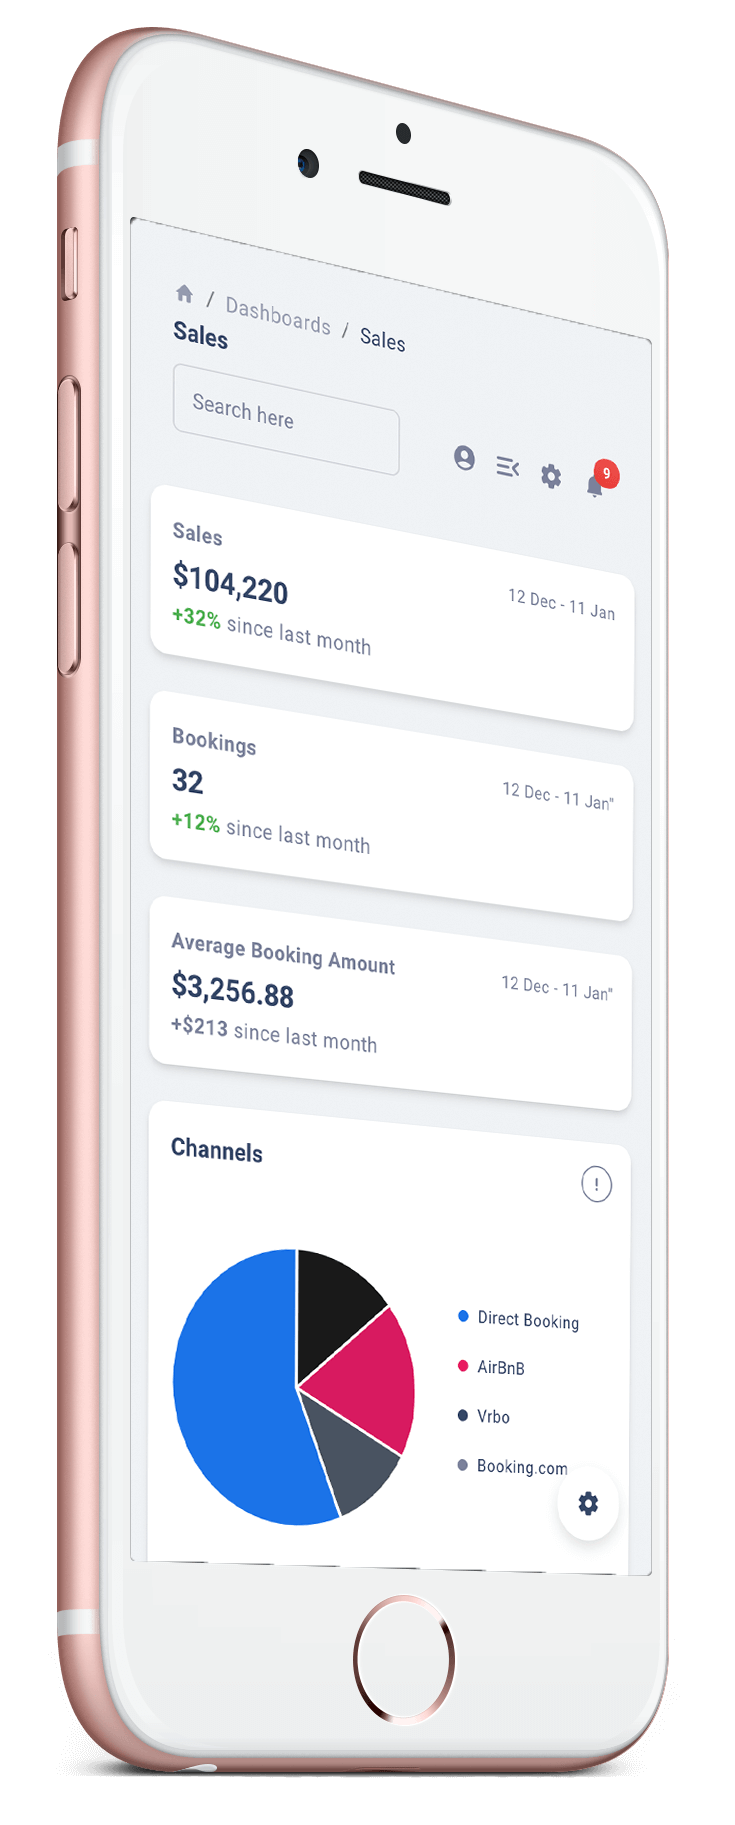 / Dashboards / Sales
Sales
Search here
9
Sales
$104,220
12 Dec - 11 Jan
+32% since last month
Bookings
32
12 Dec - 11 Jan"
+12% since last month
Average Booking Amount
$3,256.88
12 Dec - 11 Jan"
+$213 since last month
Channels
!
Direct Booking
AirBnB
Vrbo
Booking.com